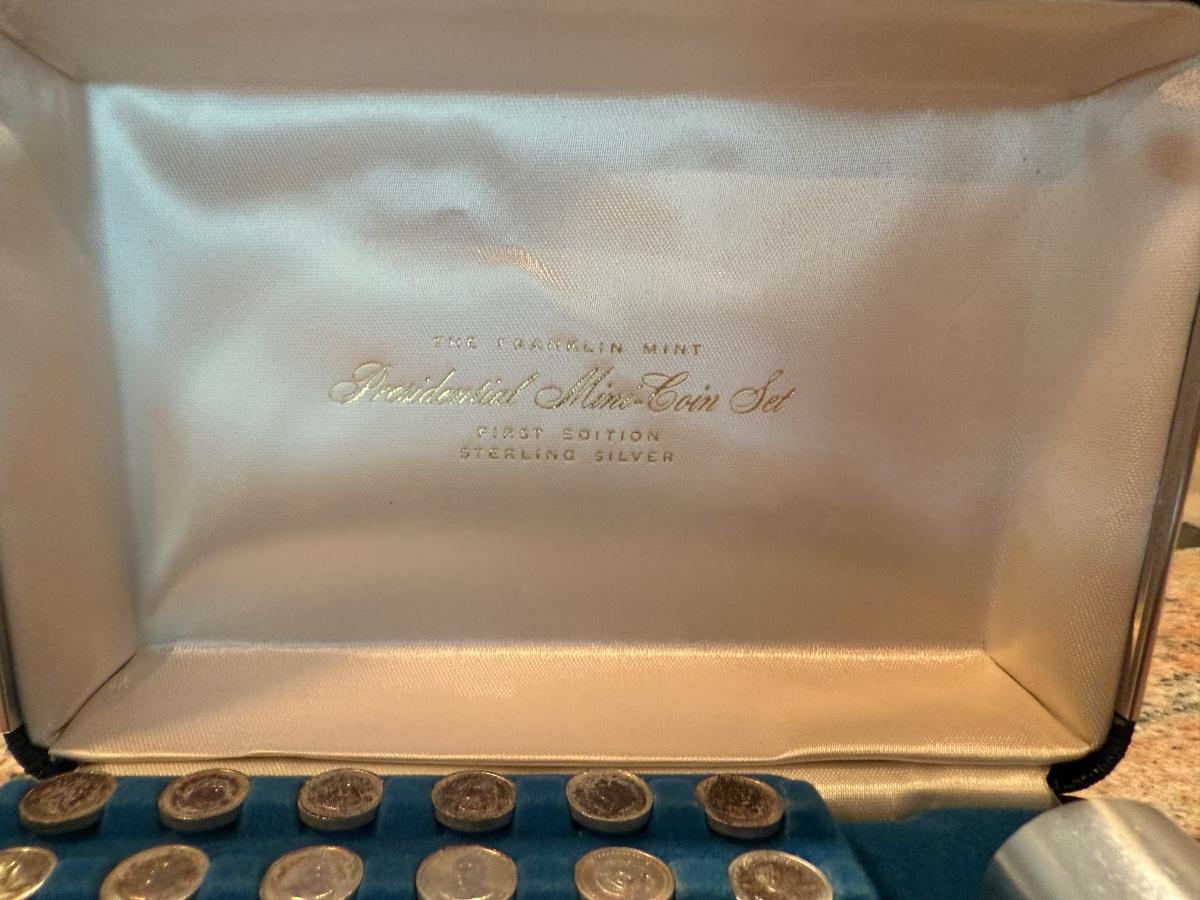 THE FRANKLIN MINT
Presidential Mini-Coin Set
FIRST EDITION
STERLING SILVER